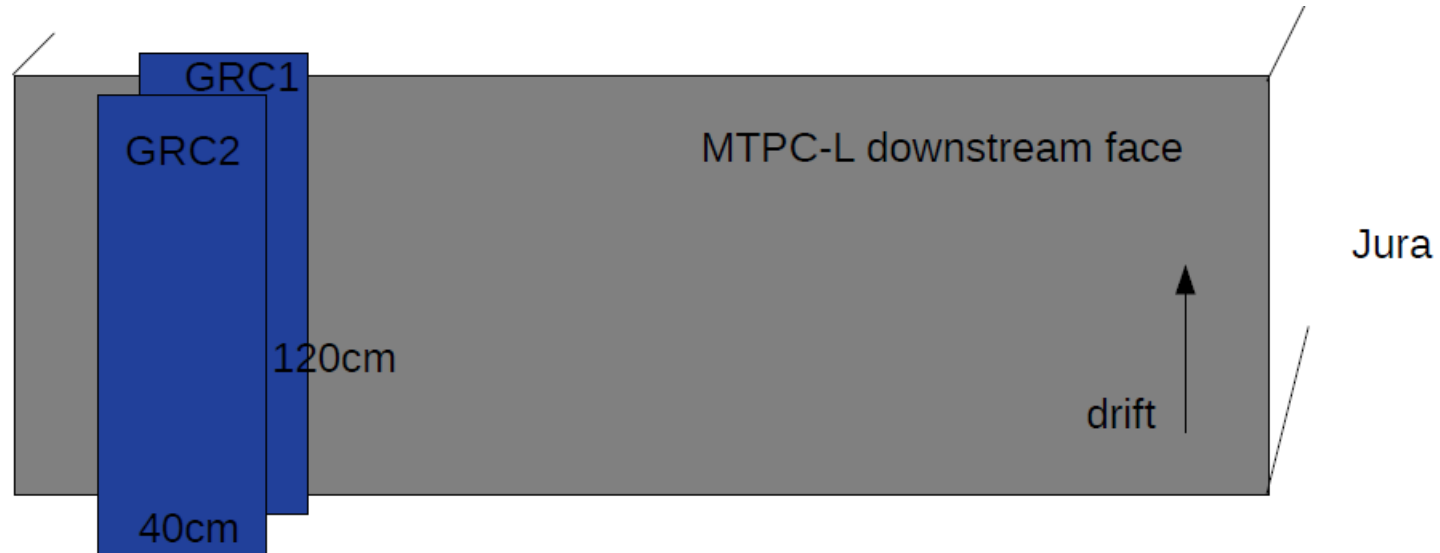 GRC1
GRC2
MTPC-L downstream face
Jura
120cm
drift
40cm